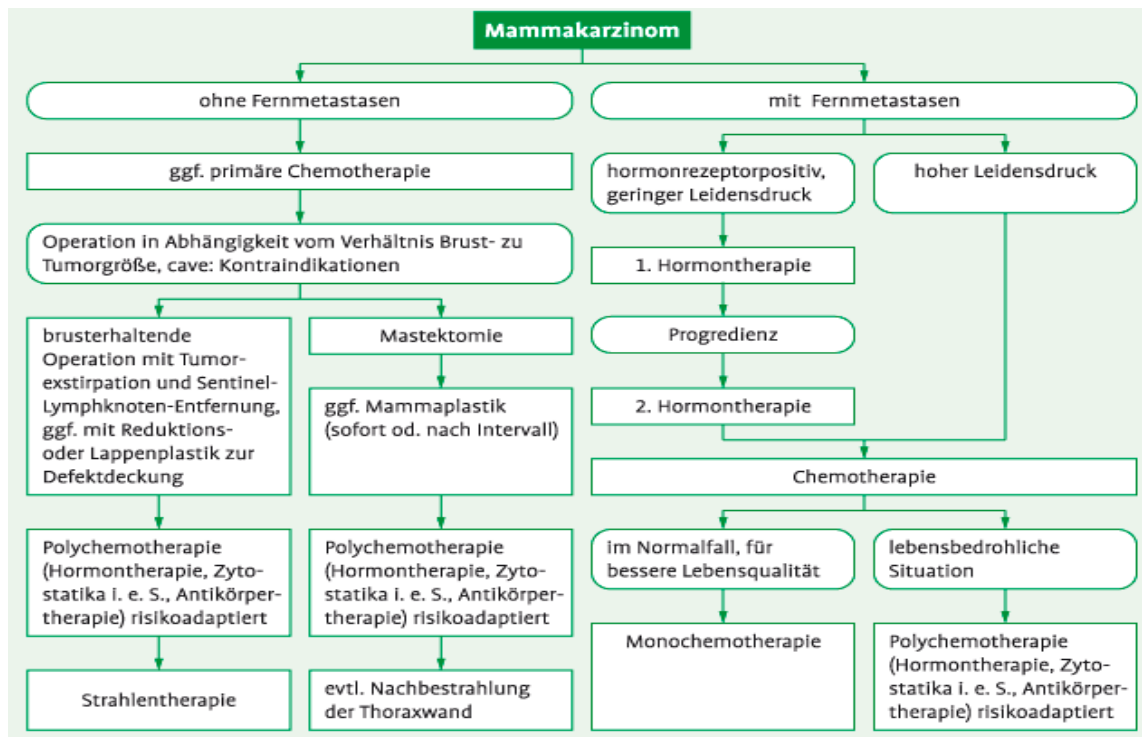 Mammakarzinom
ohne Fernmetastasen
mit Fernmetastasen
ggf. primäre Chemotherapie
hormonrezeptorpositiv,
geringer Leidensdruck
hoher Leidensdruck
Operation in Abhängigkeit vom Verhältnis Brust- zu
Tumorgröße, cave: Kontraindikationen
1. Hormontherapie
brusterhaltende
Operation mit Tumor-
exstirpation und Sentinel-
Lymphknoten-Entfernung,
ggf. mit Reduktions-
oder Lappenplastik zur
Defektdeckung
Mastektomie
Progredienz
ggf. Mammaplastik
(sofort od. nach Intervall)
2. Hormontherapie
Chemotherapie
Polychemotherapie
(Hormontherapie, Zyto-
statika i. e. S., Antikörper-
therapie) risikoadaptiert
Polychemotherapie
(Hormontherapie, Zyto-
statika i. e. S., Antikörper-
therapie) risikoadaptiert
im Normalfall, für
bessere Lebensqualität
lebensbedrohliche
Situation
Strahlentherapie
evtl. Nachbestrahlung
der Thoraxwand
Monochemotherapie
Polychemotherapie
(Hormontherapie, Zyto-
statika i. e. S., Antikörper-
therapie) risikoadaptiert